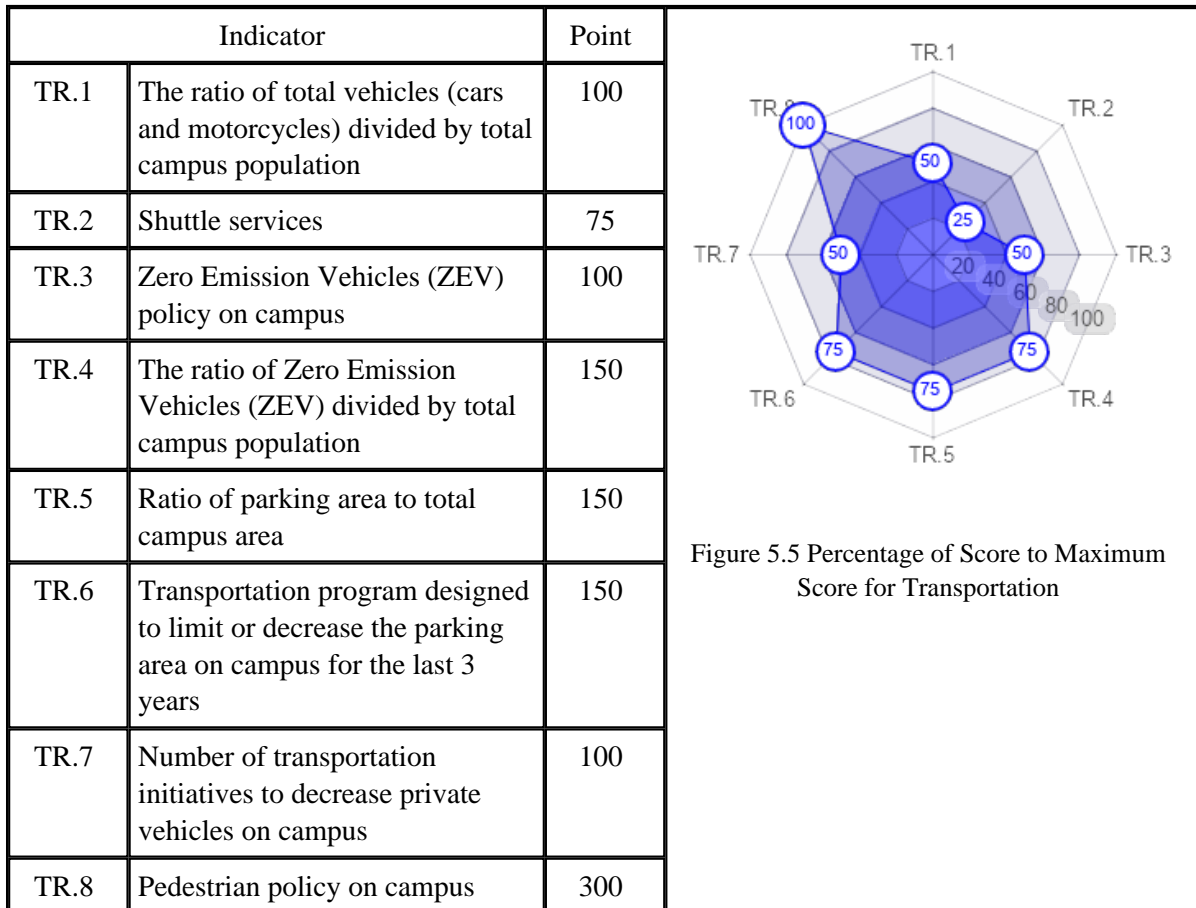 Indicator Point
TR.1 The ratio of total vehicles (cars 100
and motorcycles) divided by total
campus population
TR.2 Shuttle services 75
TR.3 Zero Emission Vehicles (ZEV) 100
policy on campus
TR.4 The ratio of Zero Emission 150
Vehicles (ZEV) divided by total
campus population
TR.5 Ratio of parking area to total 150
campus area
TR.6 Transportation program designed 150
to limit or decrease the parking
area on campus for the last 3
years
TR.7 Number of transportation 100
initiatives to decrease private
vehicles on campus
TR.8 Pedestrian policy on campus 300
TR.1
TR.2
100
50
25
TR.7
50
50
TR.3
20
40
60
80
100
75
75
75
TR.6
TR.4
TR.5
Figure 5.5 Percentage of Score to Maximum
Score for Transportation